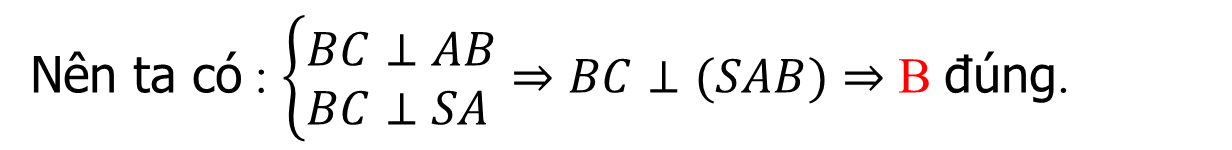 Nên ta có : {BC ⊥ AB
BC ⊥ SA ⇒ BC ⊥ (SAB) ⇒ B đúng.